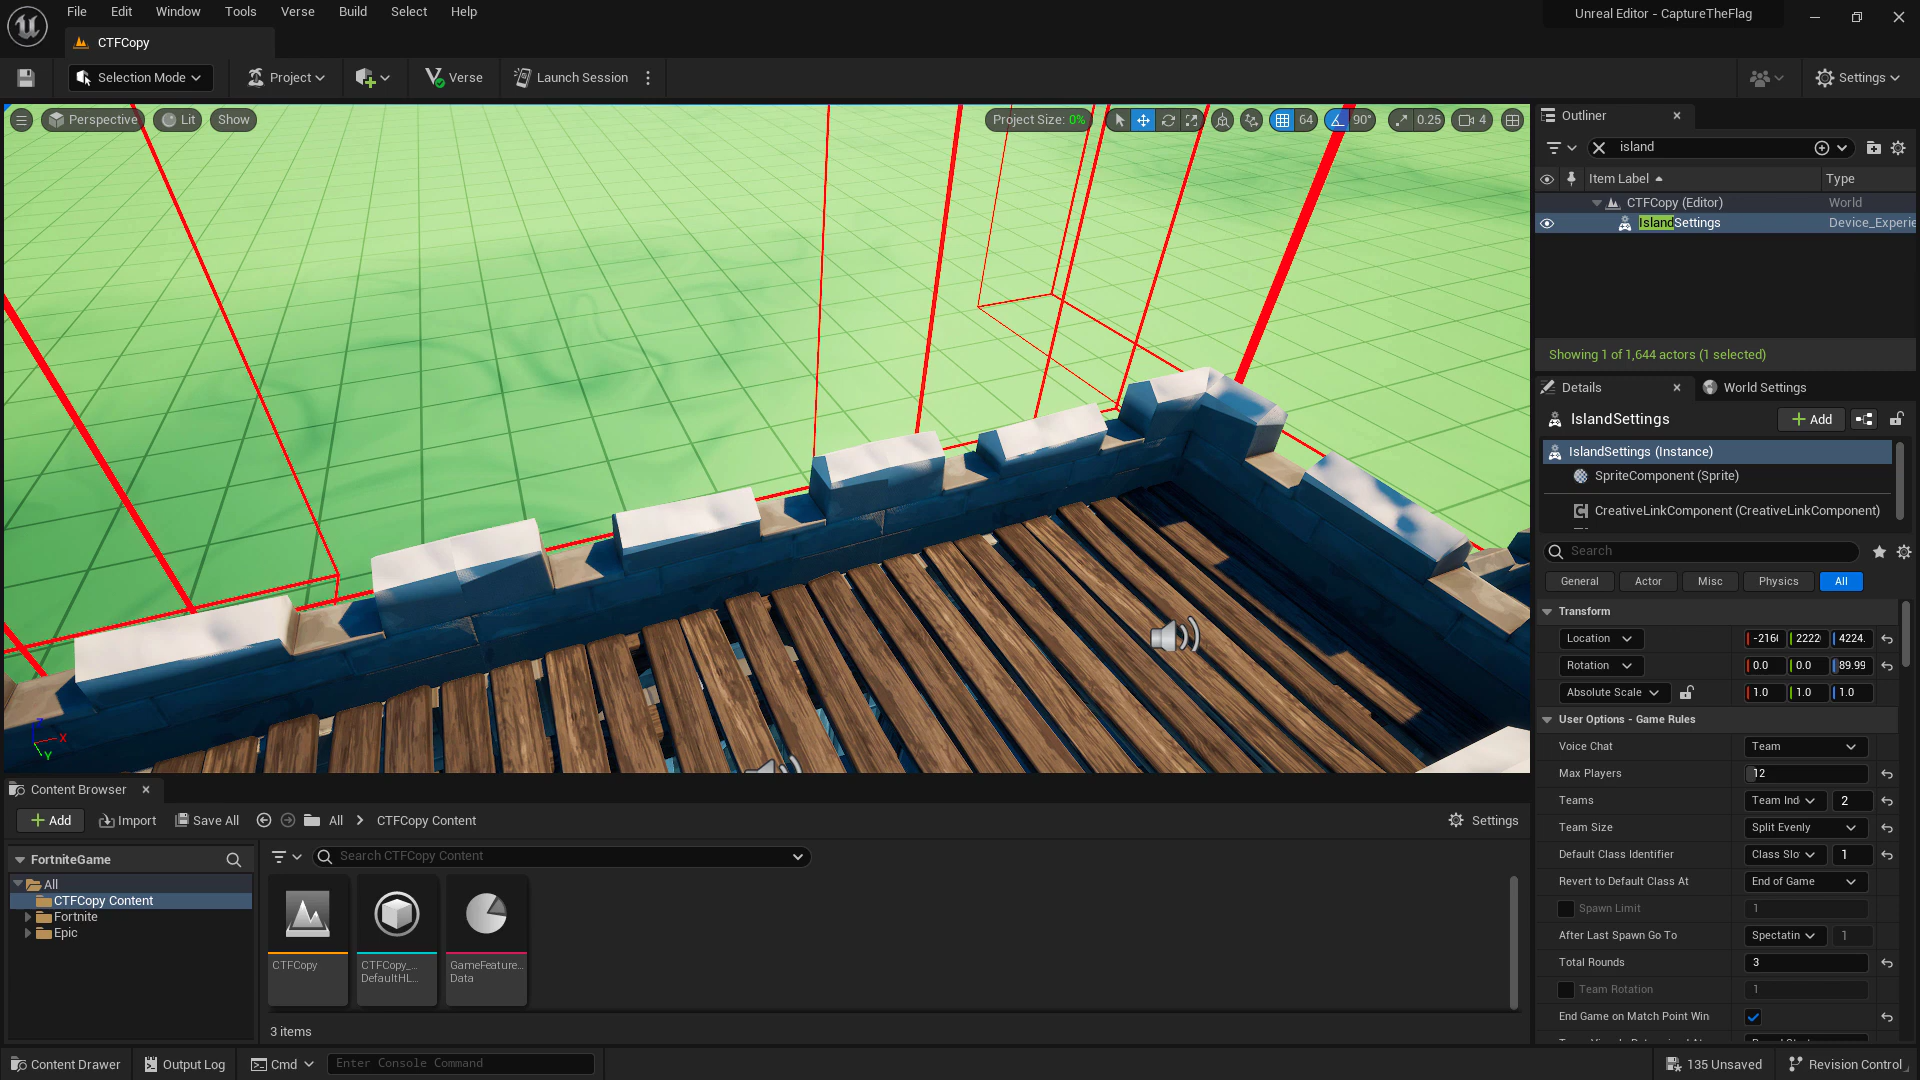 File Edit Window Tools Verse Build Select Help
Unreal Editor - CaptureTheFlag
CTFCopy
Selection Mode
Project
Verse
Launch Session
Settings
Perspective
Lit
Show
Project Size: 0%
64
90°
0.25
4
Outliner
island
Item Label
Type
CTFCopy (Editor)
World
IslandSettings
Device_Experie
Showing 1 of 1,644 actors (1 selected)
Details
World Settings
IslandSettings
Add
IslandSettings (Instance)
SpriteComponent (Sprite)
CreativeLinkComponent (CreativeLinkComponent)
Search
General Actor Misc Physics All
Transform
Location
-216
2222
4224.
Rotation
0.0
0.0
89.99
Absolute Scale
1.0
1.0
1.0
User Options - Game Rules
Voice Chat
Team
Max Players
12
Teams
Team Ind
2
Team Size
Split Evenly
Default Class Identifier
Class Slo
1
Revert to Default Class At
End of Game
Spawn Limit
1
After Last Spawn Go To
Spectatin
1
Total Rounds
3
Team Rotation
1
End Game on Match Point Win
X
Y
Z
Content Browser
Add
Import
Save All
All
CTFCopy Content
Settings
FortniteGame
Search CTFCopy Content
All
CTFCopy Content
Fortnite
Epic
CTFCopy
CTFCopy_...
DefaultHL...
GameFeature...
Data
3 items
Content Drawer
Output Log
Cmd
Enter Console Command
135 Unsaved
Revision Control